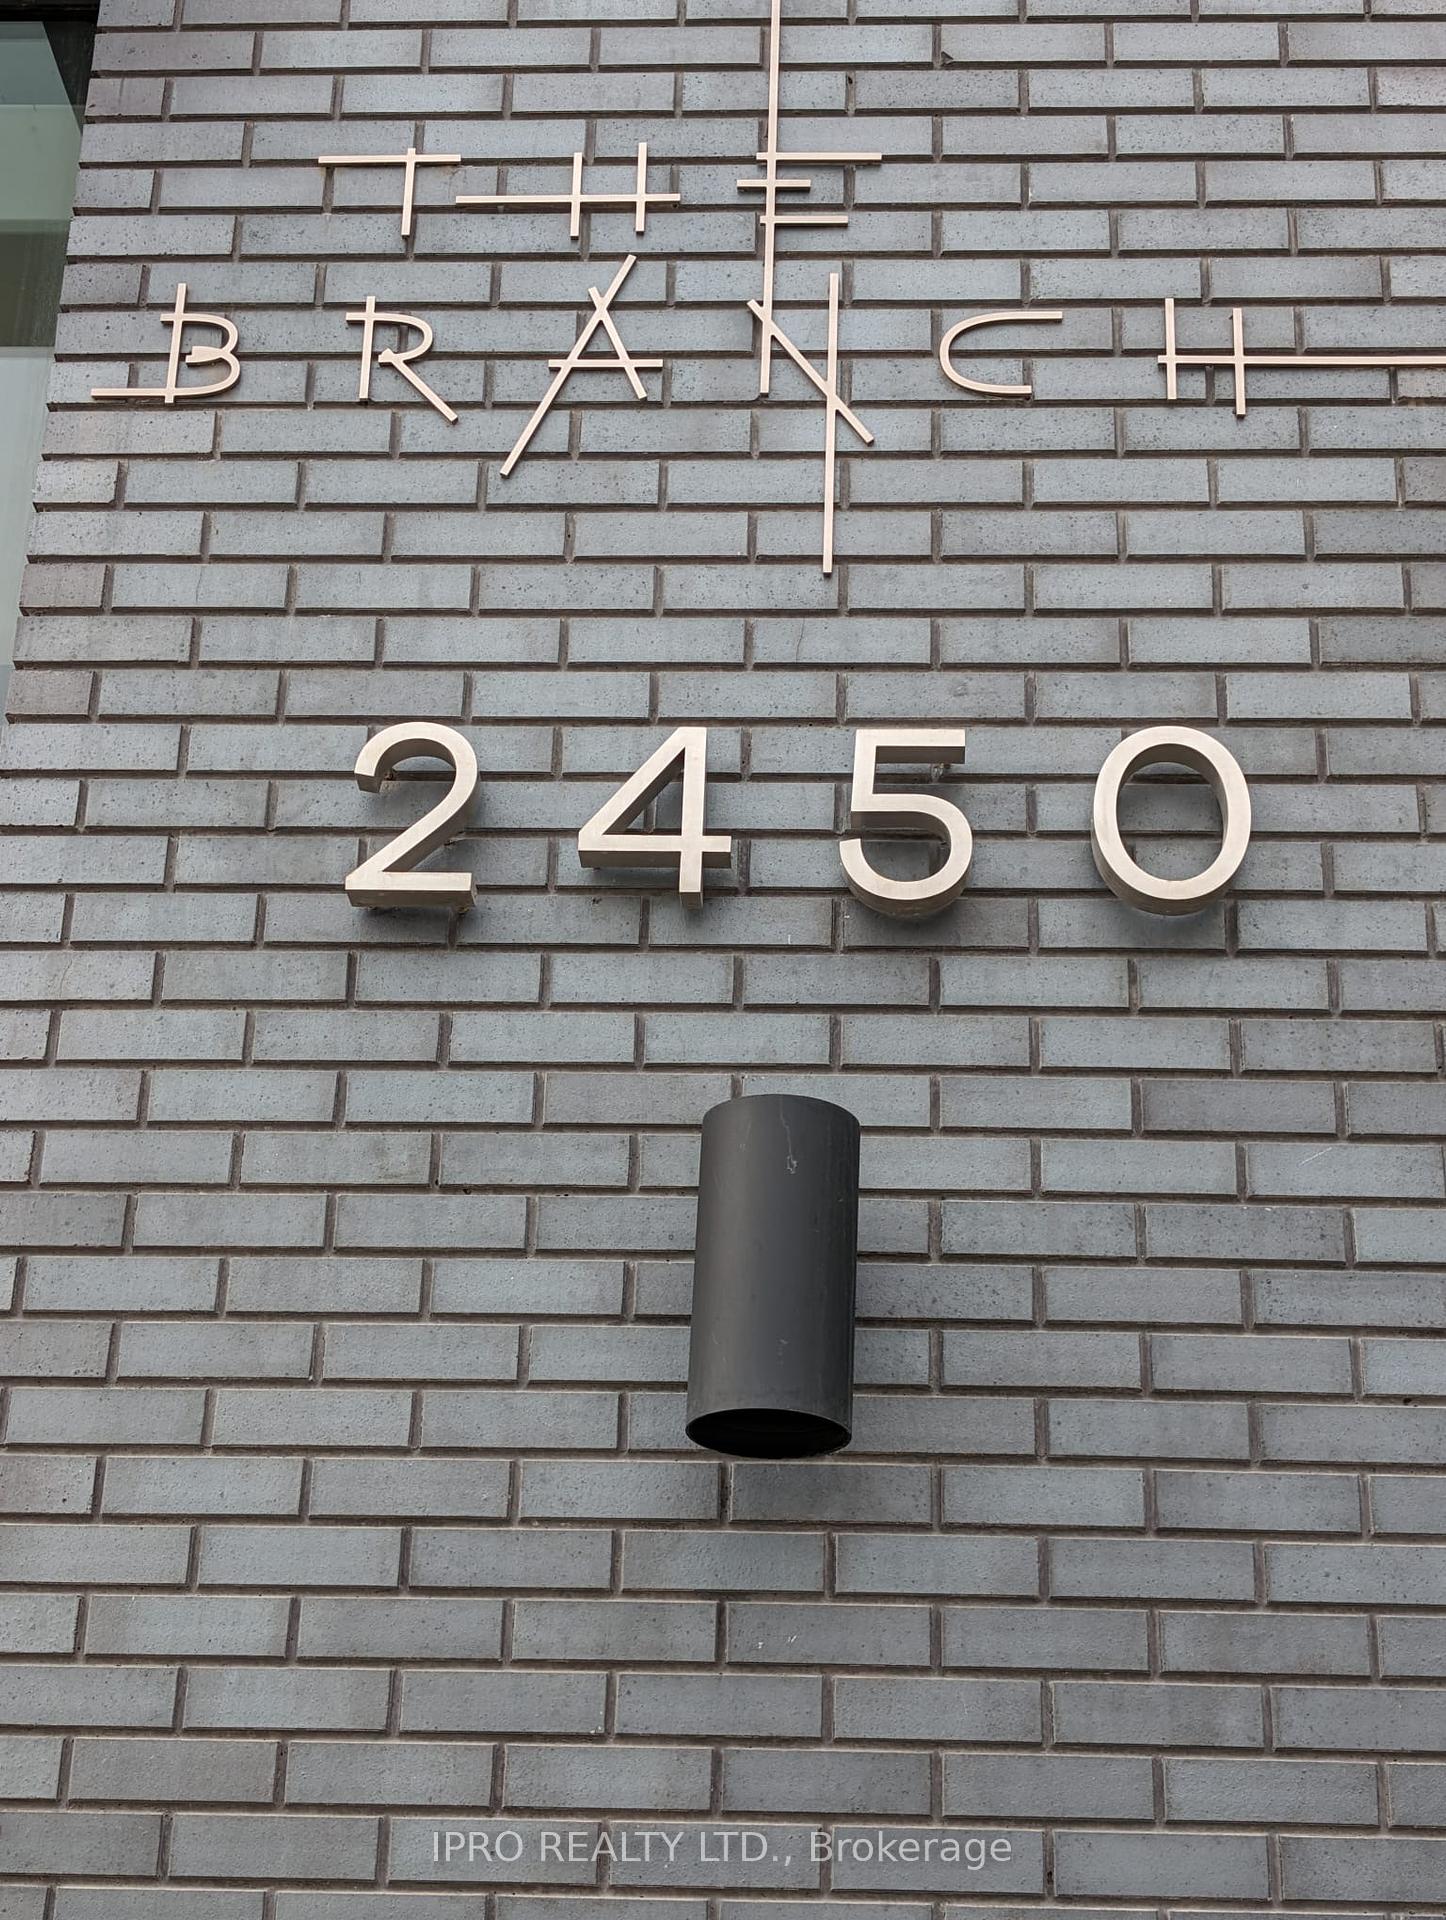 THE
BRANCH
2450
IPRO REALTY LTD., Brokerage